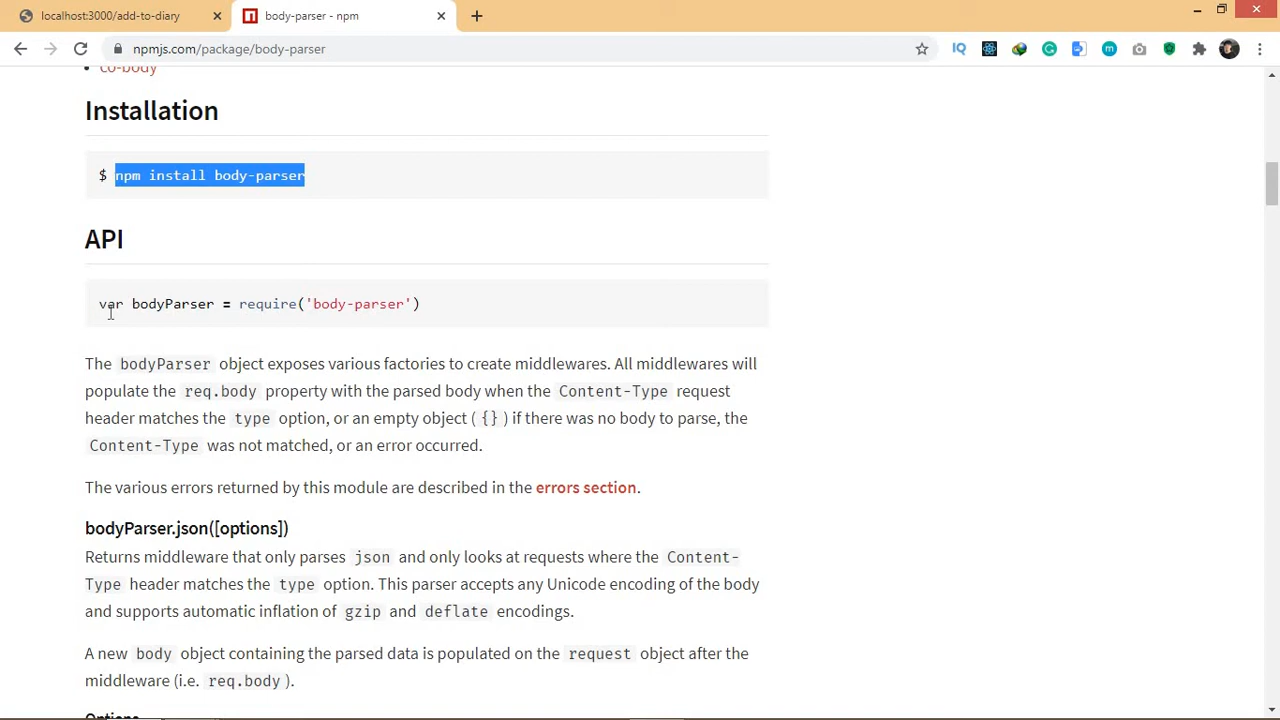 localhost:3000/add-to-diary
body-parser - npm
npmjs.com/package/body-parser
co-body
Installation
$ npm install body-parser
API
var bodyParser = require('body-parser')
The bodyParser object exposes various factories to create middlewares. All middlewares will
populate the req.body property with the parsed body when the Content-Type request
header matches the type option, or an empty object ({}) if there was no body to parse, the
Content-Type was not matched, or an error occurred.
The various errors returned by this module are described in the errors section.
bodyParser.json([options])
Returns middleware that only parses json and only looks at requests where the Content-
Type header matches the type option. This parser accepts any Unicode encoding of the body
and supports automatic inflation of gzip and deflate encodings.
A new body object containing the parsed data is populated on the request object after the
middleware (i.e. req.body).
Options